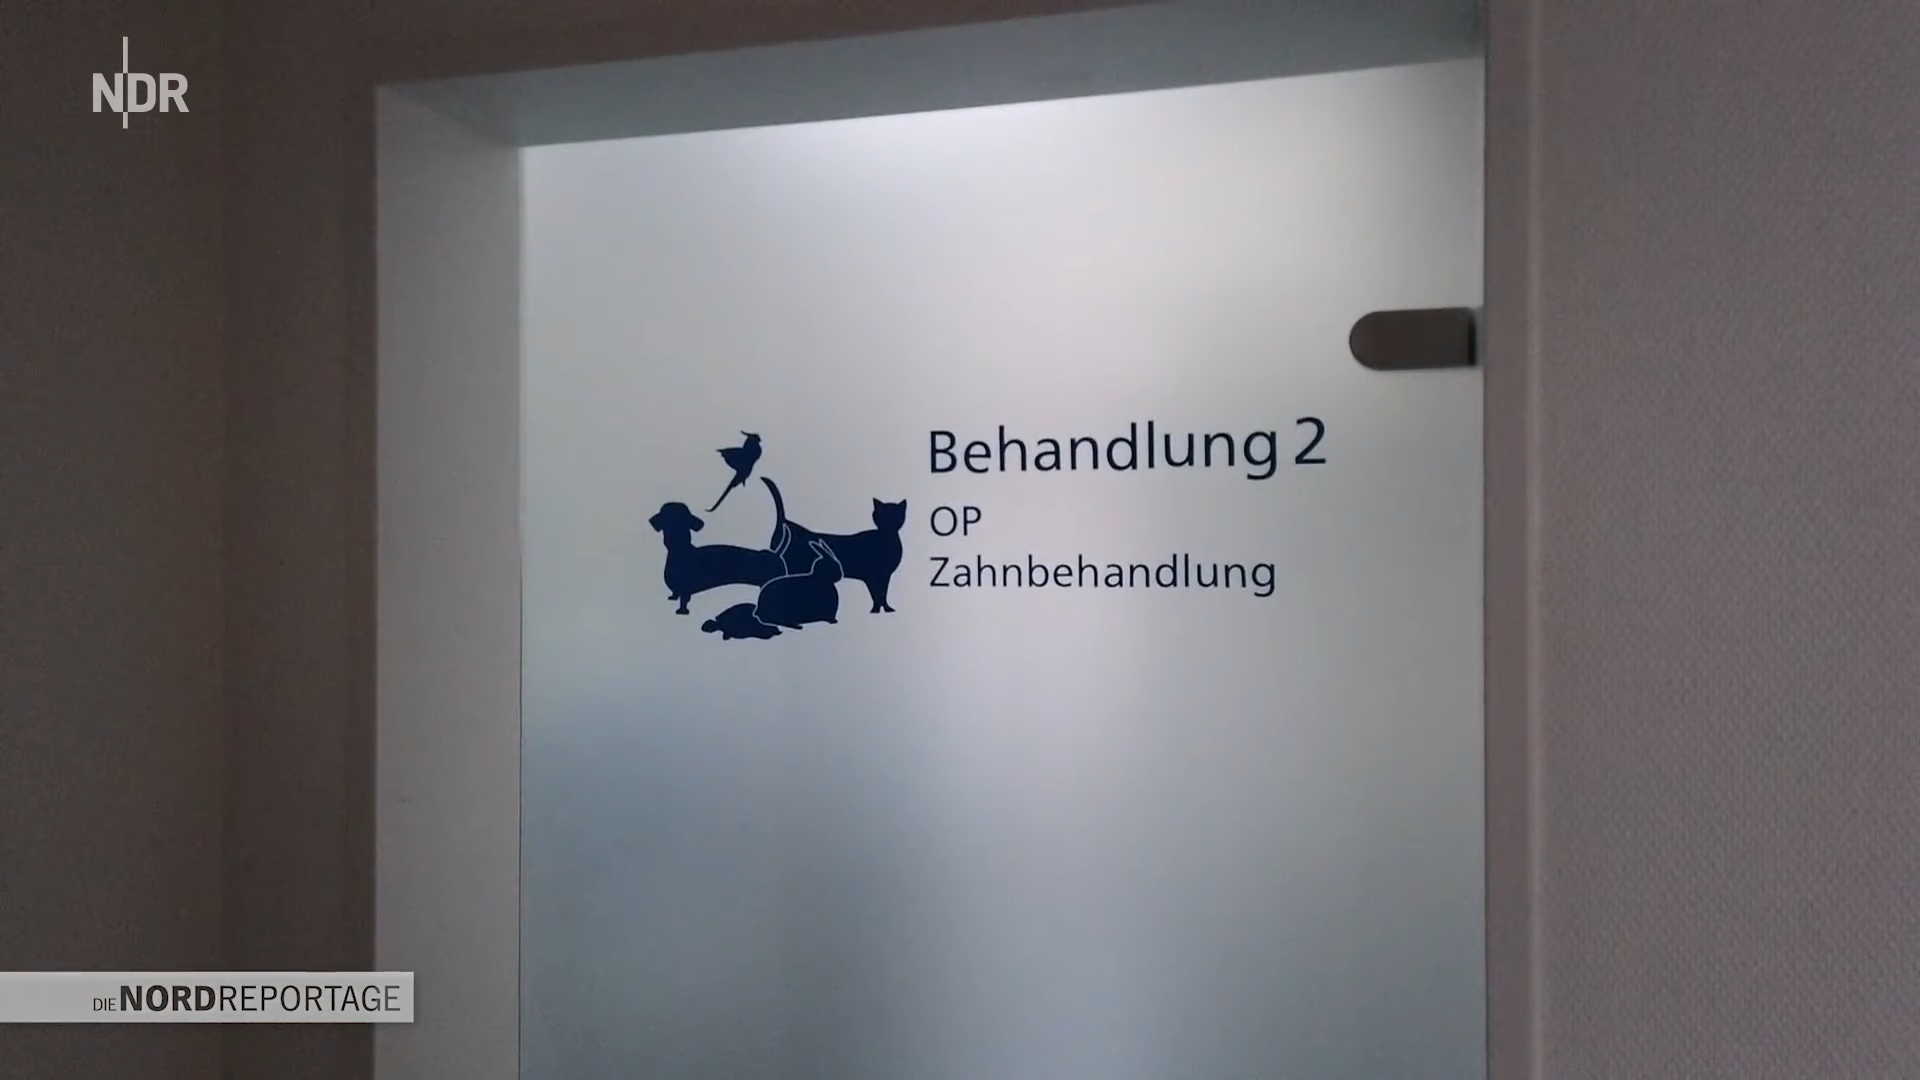 NDR
Behandlung 2
OP
Zahnbehandlung
DIE NORDREPORTAGE